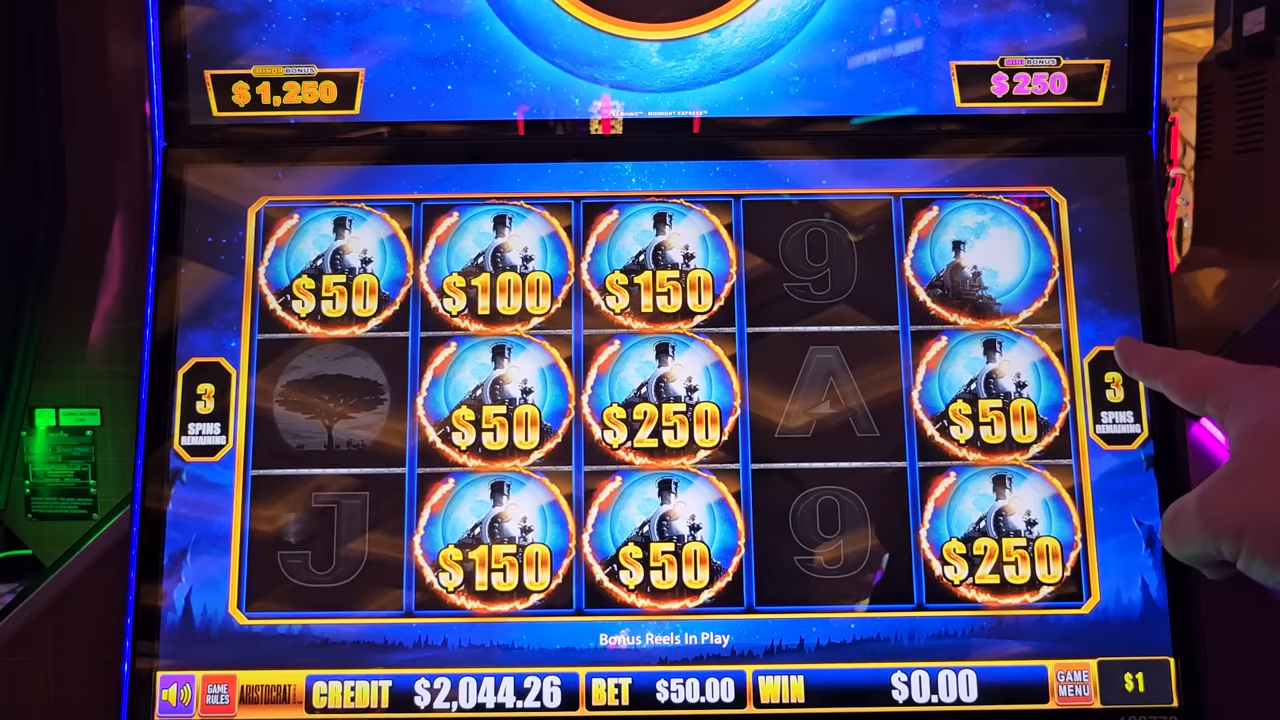 MINOR BONUS
$1,250
MINI BONUS
$250
MIDNIGHT EXPRESS™
$50
$100
$150
9
3
SPINS
REMAINING
$50
$250
A
$50
3
SPINS
REMAINING
J
$150
$50
9
$250
Bonus Reels In Play
GAME
RULES
ARISTOCRAT
CREDIT $2,044.26
BET $50.00
WIN $0.00
GAME
MENU
$1